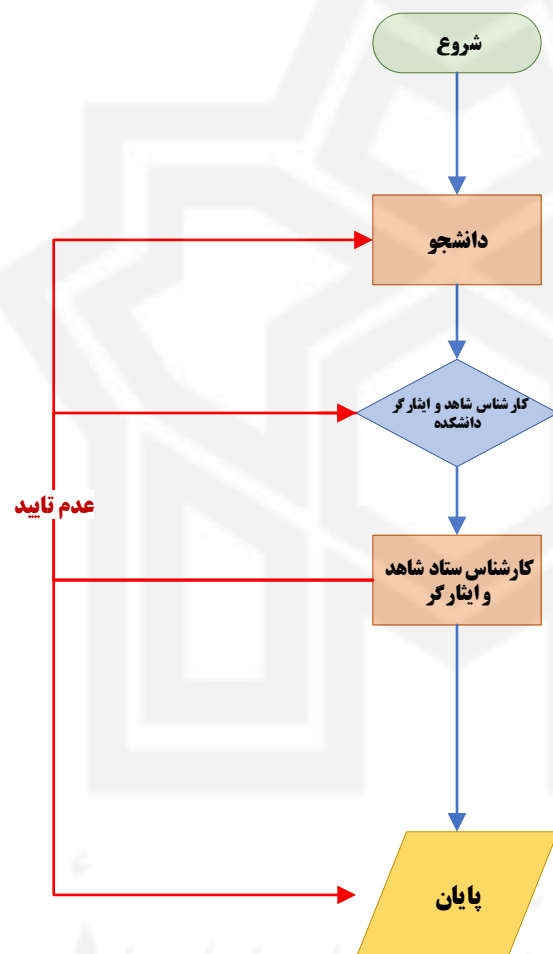 شروع
دانشجو
کارشناس شاهد و ایثارگر
دانشکده
عدم تایید
کارشناس ستاد شاهد
و ایثارگر
پایان